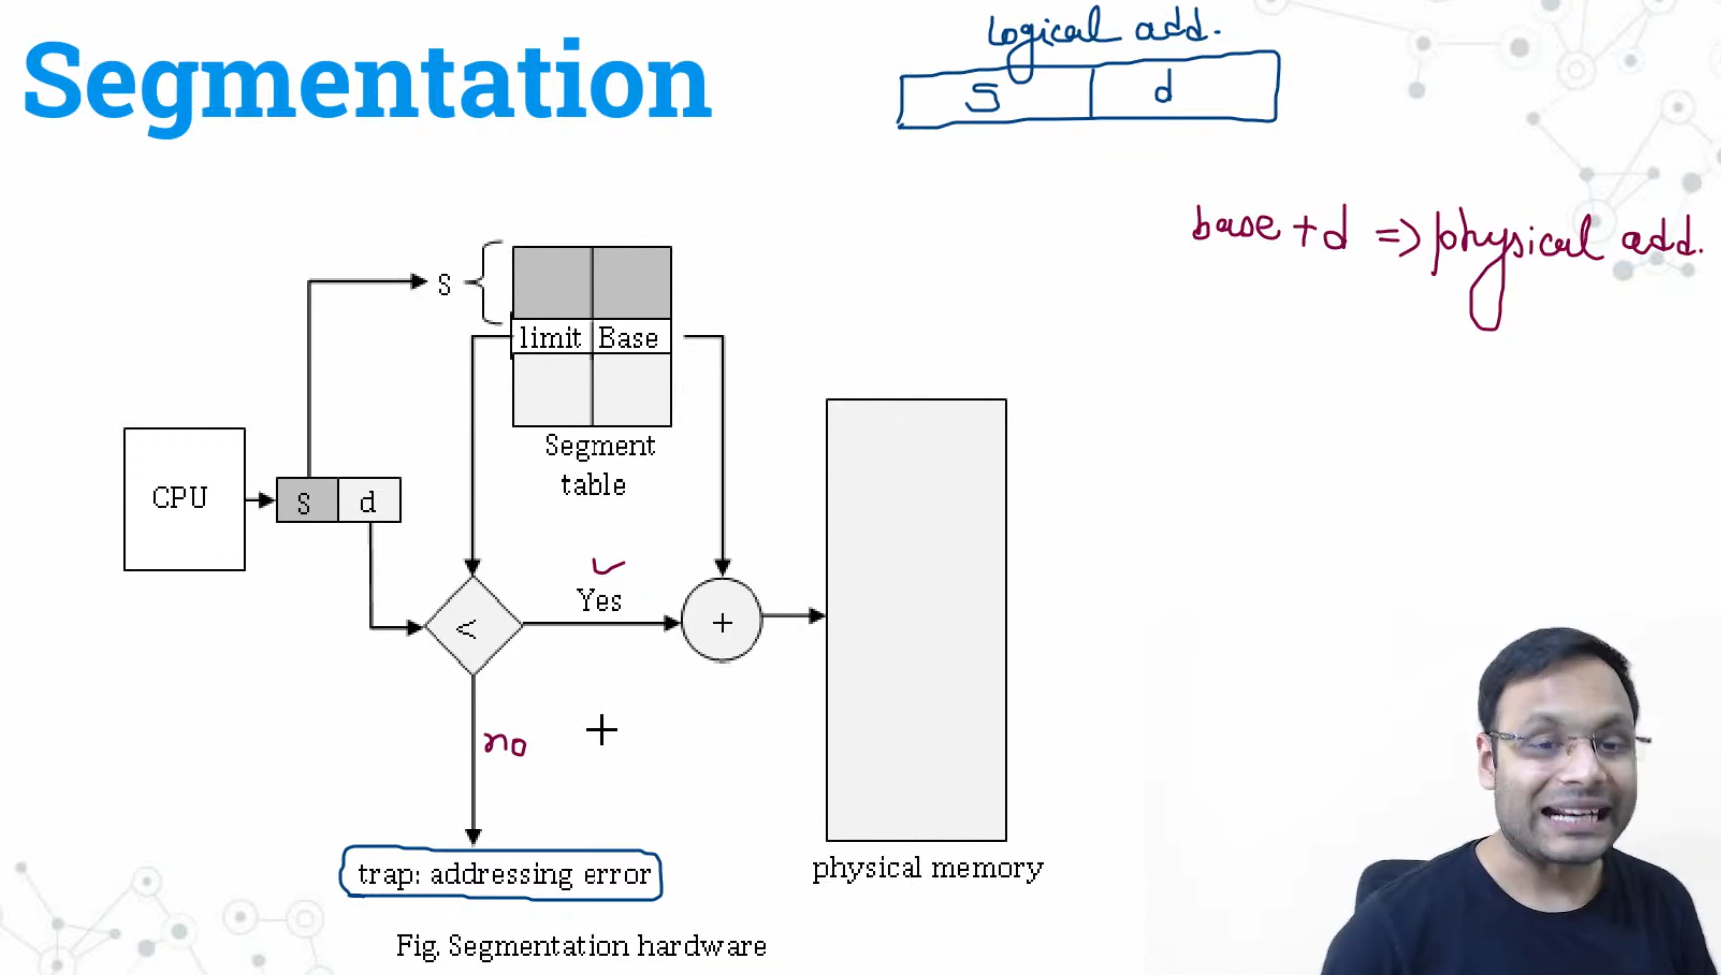 Segmentation
Logical add.
S d
base + d => physical add.
S
limit Base
Segment
table
CPU
S d
<
Yes
+
no
trap: addressing error
physical memory
Fig. Segmentation hardware